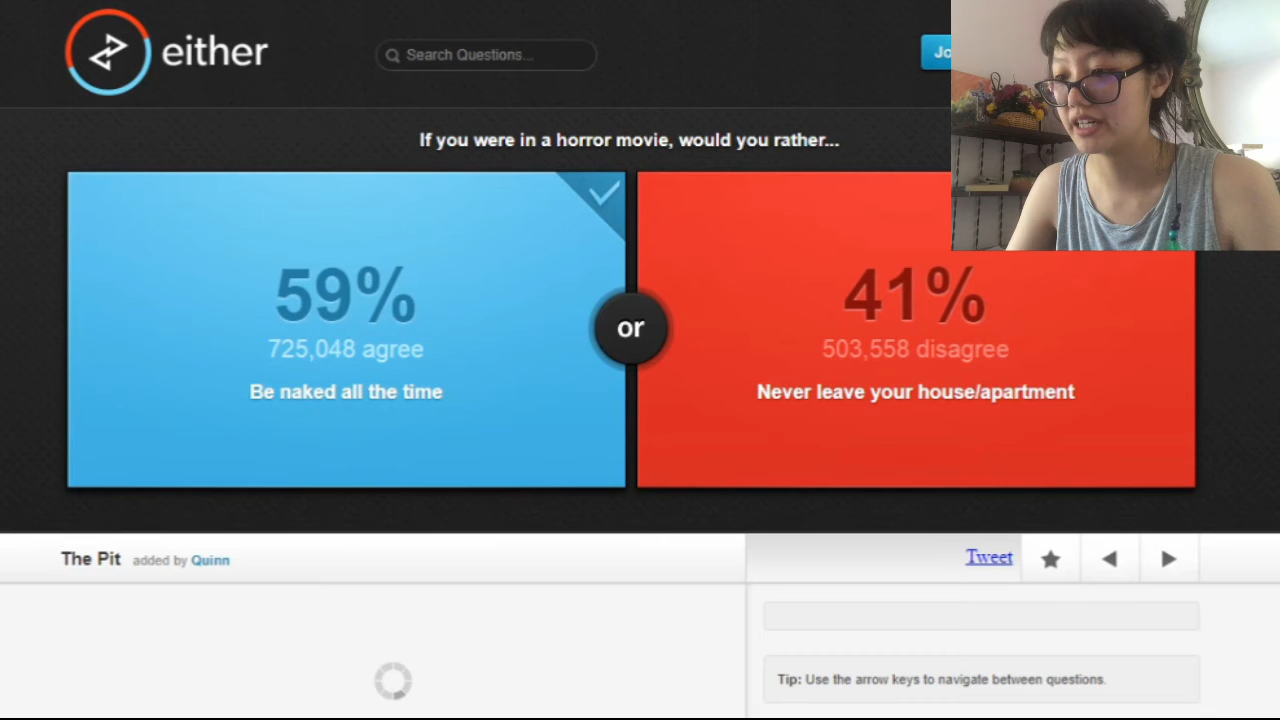 either
Search Questions...
Jo
If you were in a horror movie, would you rather...
59%
725,048 agree
Be naked all the time
or
41%
503,558 disagree
Never leave your house/apartment
The Pit added by Quinn
Tweet
Tip: Use the arrow keys to navigate between questions.